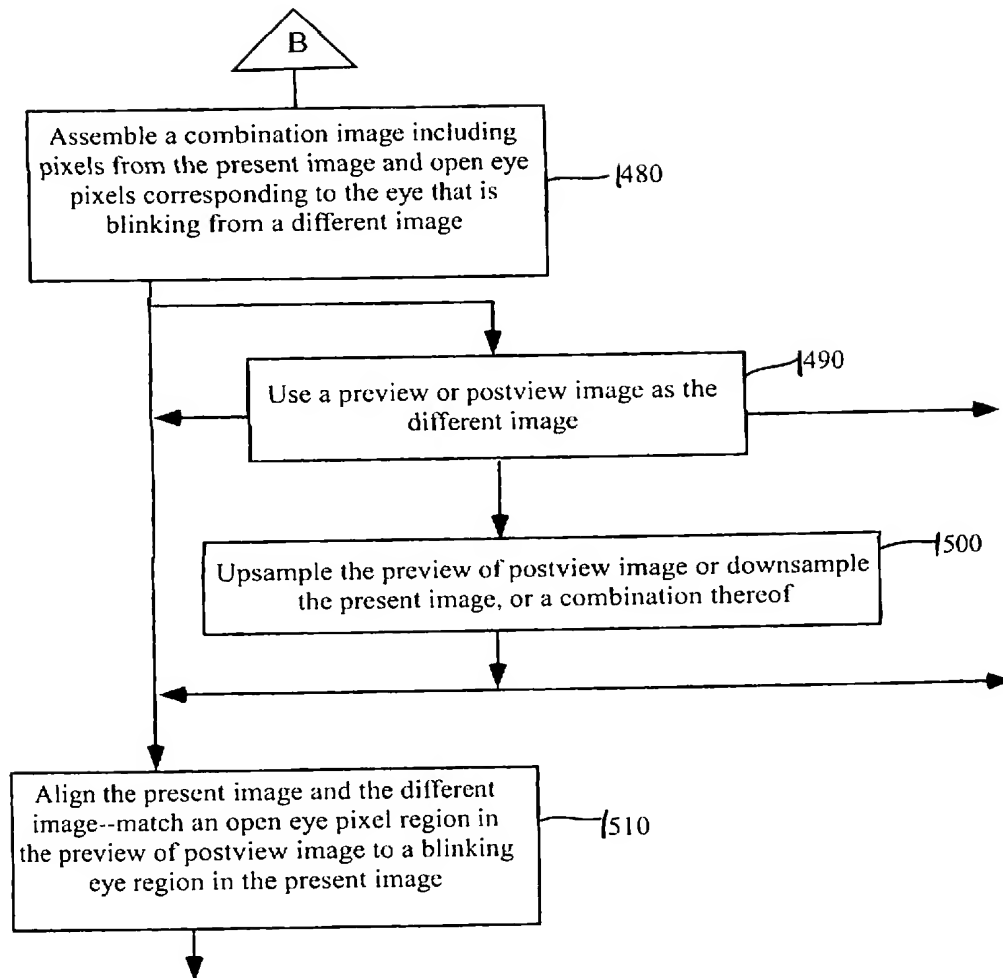 B
Assemble a combination image including
pixels from the present image and open eye
pixels corresponding to the eye that is
blinking from a different image
480
490
Use a preview or postview image as the
different image
500
Upsample the preview of postview image or downsample
the present image, or a combination thereof
Align the present image and the different
image--match an open eye pixel region in
the preview of postview image to a blinking
eye region in the present image
510